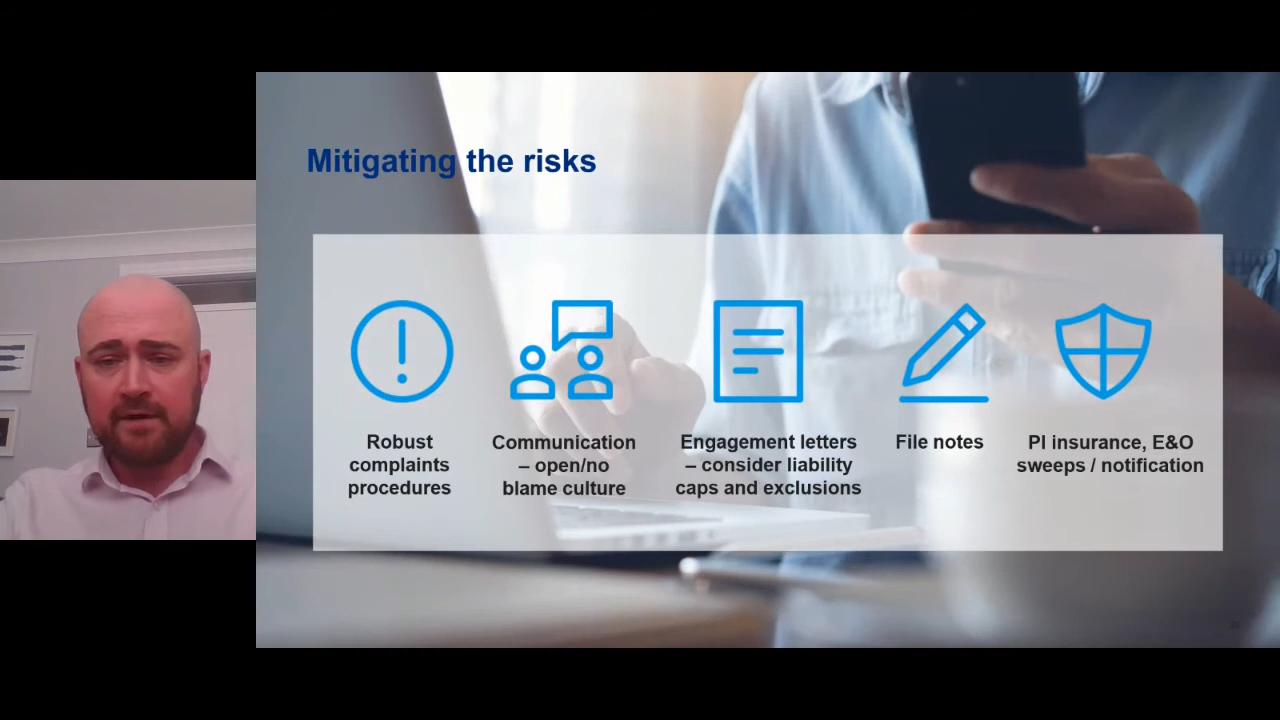 Mitigating the risks
Robust
complaints
procedures
Communication
– open/no
blame culture
Engagement letters
– consider liability
caps and exclusions
File notes
PI insurance, E&O
sweeps / notification